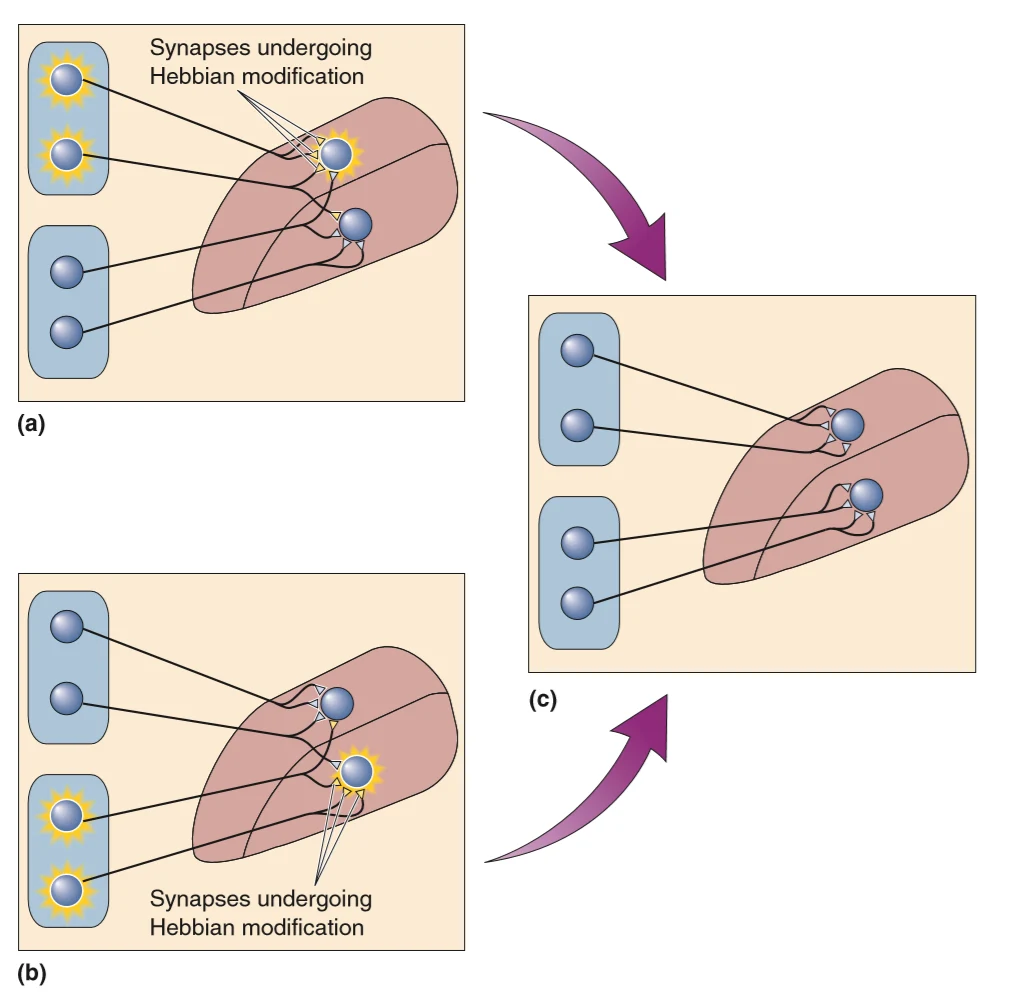 Synapses undergoing
Hebbian modification
(a)
(c)
Synapses undergoing
Hebbian modification
(b)